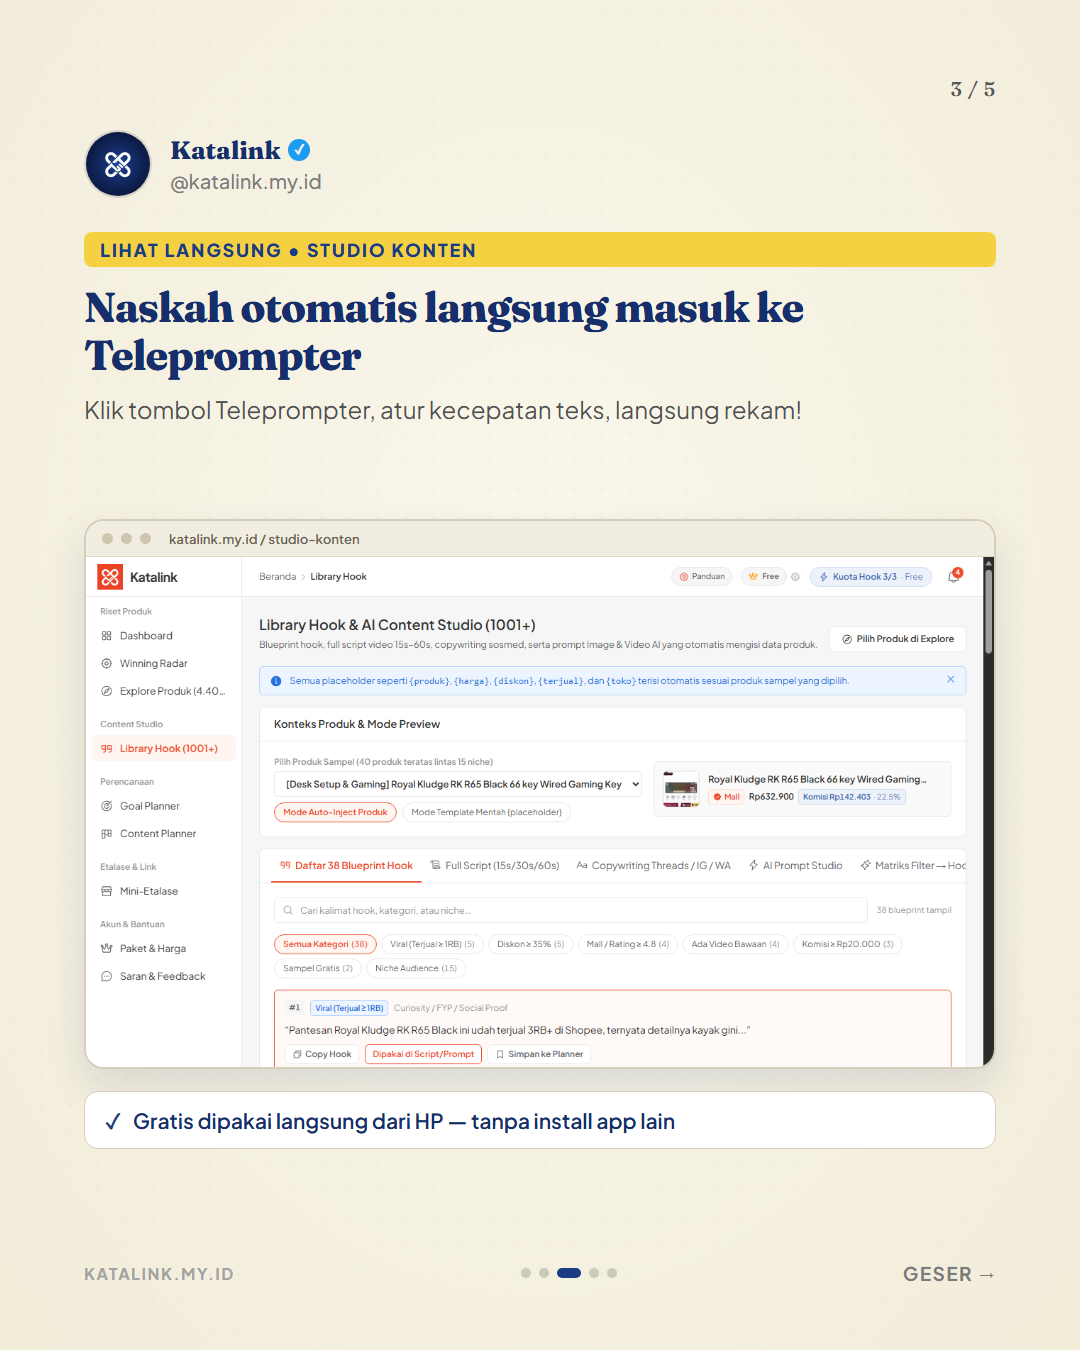 3 / 5
Katalink
@katalink.my.id
LIHAT LANGSUNG ● STUDIO KONTEN
Naskah otomatis langsung masuk ke
Teleprompter
Klik tombol Teleprompter, atur kecepatan teks, langsung rekam!
katalink.my.id / studio-konten
Katalink
Beranda > Library Hook
Panduan
Free
Kuota Hook 3/3 · Free
4
Riset Produk
Dashboard
Winning Radar
Explore Produk (4.40...
Content Studio
Library Hook (1001+)
Perencanaan
Goal Planner
Content Planner
Etalase & Link
Mini-Etalase
Akun & Bantuan
Paket & Harga
Saran & Feedback
Library Hook & AI Content Studio (1001+)
Blueprint hook, full script video 15s-60s, copywriting sosmed, serta prompt Image & Video AI yang otomatis mengisi data produk.
Pilih Produk di Explore
Semua placeholder seperti {produk}, {harga}, {diskon}, {terjual}, dan {toko} terisi otomatis sesuai produk sampel yang dipilih.
Konteks Produk & Mode Preview
Pilih Produk Sampel (40 produk teratas lintas 15 niche)
[Desk Setup & Gaming] Royal Kludge RK R65 Black 66 key Wired Gaming Key
Mode Auto-Inject Produk
Mode Template Mentah {placeholder}
Royal Kludge RK R65 Black 66 key Wired Gaming...
Mall Rp632.900 Komisi Rp142.403 · 22.5%
Daftar 38 Blueprint Hook
Full Script (15s/30s/60s)
Copywriting Threads / IG / WA
AI Prompt Studio
Matriks Filter → Hoo
Cari kalimat hook, kategori, atau niche...
38 blueprint tampil
Semua Kategori (38)
Viral (Terjual ≥ 1RB) (5)
Diskon ≥ 35% (5)
Mall / Rating ≥ 4.8 (4)
Ada Video Bawaan (4)
Komisi ≥ Rp20.000 (3)
Sampel Gratis (2)
Niche Audience (15)
#1 Viral (Terjual ≥ 1RB) Curiosity / FYP / Social Proof
"Pantesan Royal Kludge RK R65 Black ini udah terjual 3RB+ di Shopee, ternyata detailnya kayak gini..."
Copy Hook
Dipakai di Script/Prompt
Simpan ke Planner
✓ Gratis dipakai langsung dari HP — tanpa install app lain
KATALINK.MY.ID
GESER →